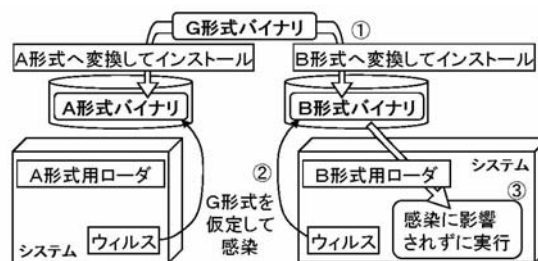 G形式バイナリ
①
A形式へ変換してインストール
B形式へ変換してインストール
A形式バイナリ
B形式バイナリ
A形式用ローダ
②
G形式を
仮定して
感染
ウィルス
システム
B形式用ローダ
システム
③
感染に影響
されずに実行
ウィルス